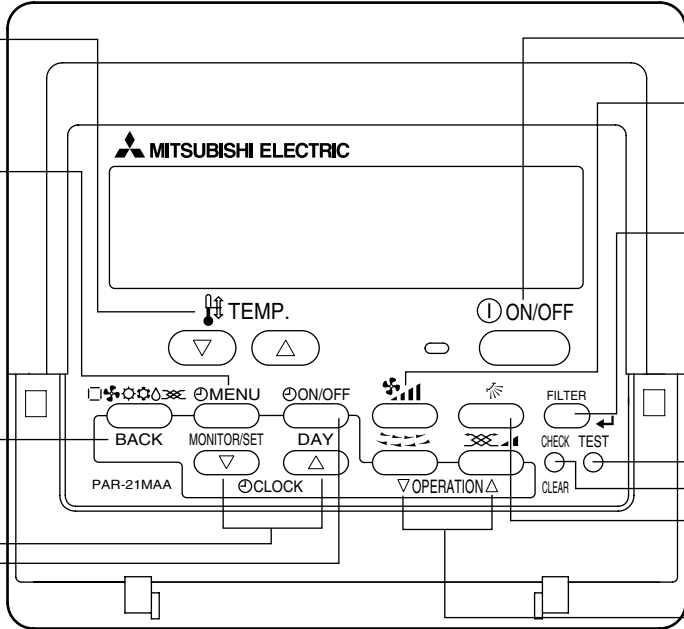 MITSUBISHI ELECTRIC
TEMP.
ON/OFF
MENU
ON/OFF
FILTER
BACK
MONITOR/SET
DAY
CHECK
TEST
PAR-21MAA
CLOCK
OPERATION
CLEAR